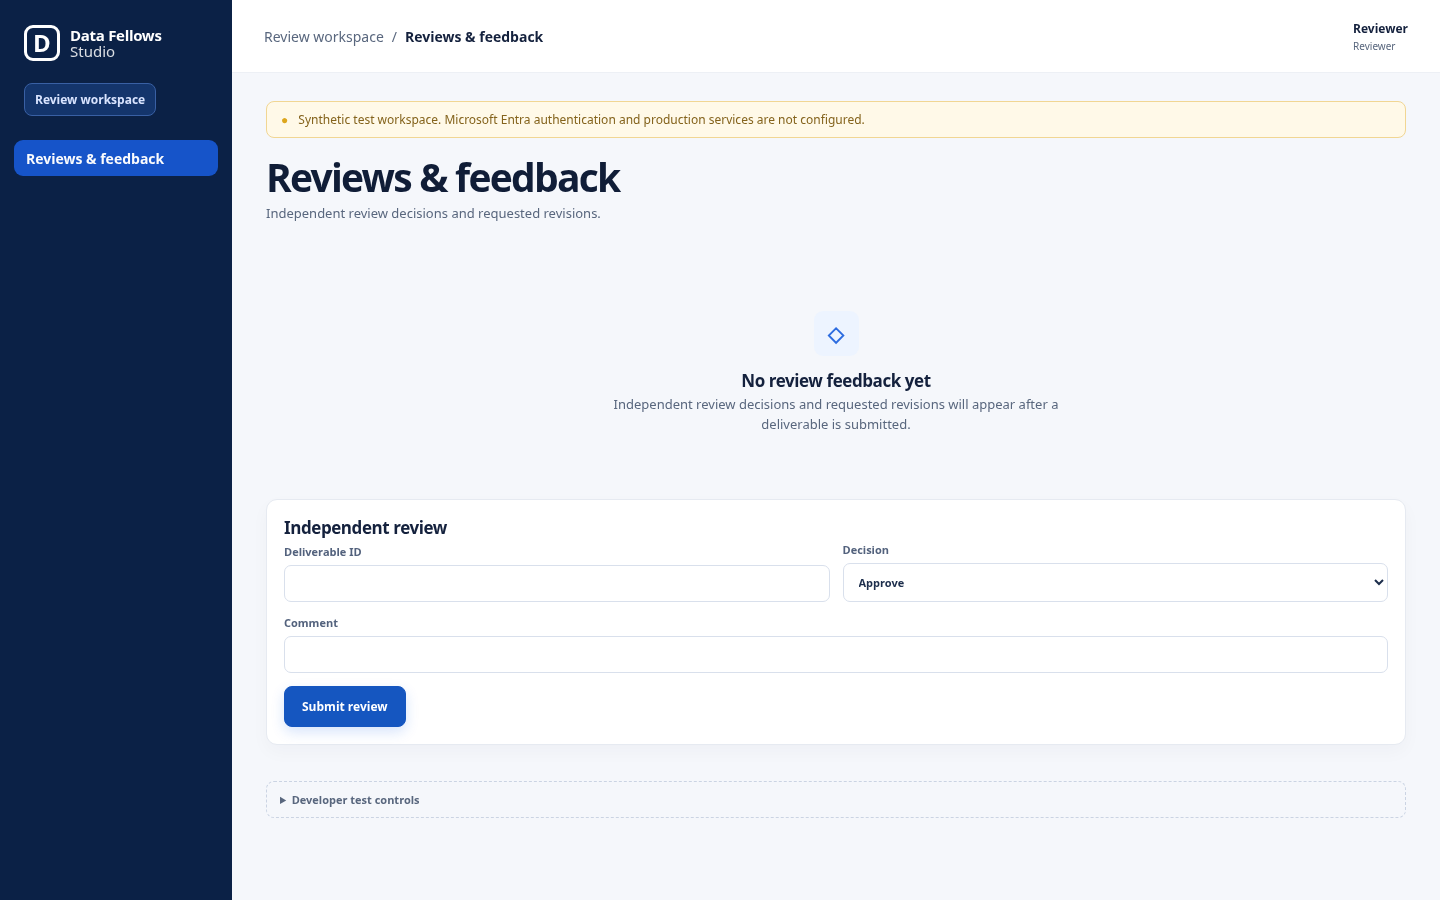 D
Data Fellows
Studio
Review workspace
Reviews & feedback
Review workspace / Reviews & feedback
Reviewer
Reviewer
Synthetic test workspace. Microsoft Entra authentication and production services are not configured.
Reviews & feedback
Independent review decisions and requested revisions.
No review feedback yet
Independent review decisions and requested revisions will appear after a
deliverable is submitted.
Independent review
Deliverable ID
Decision
Approve
Comment
Submit review
Developer test controls